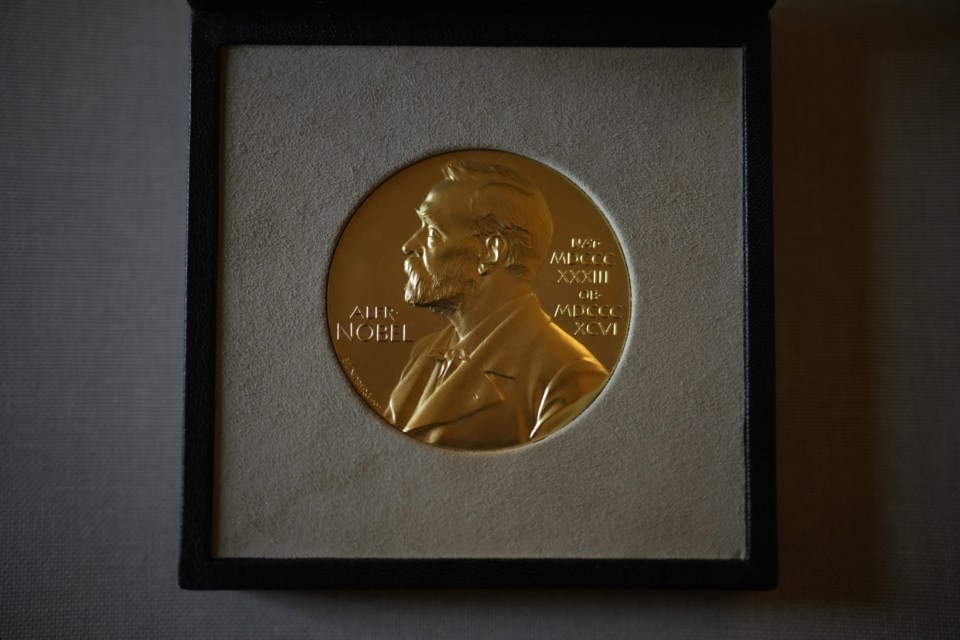 ALFR·
NOBEL
NAT·
MDCCC
XXXIII
OB·
MDCCC
XCVI